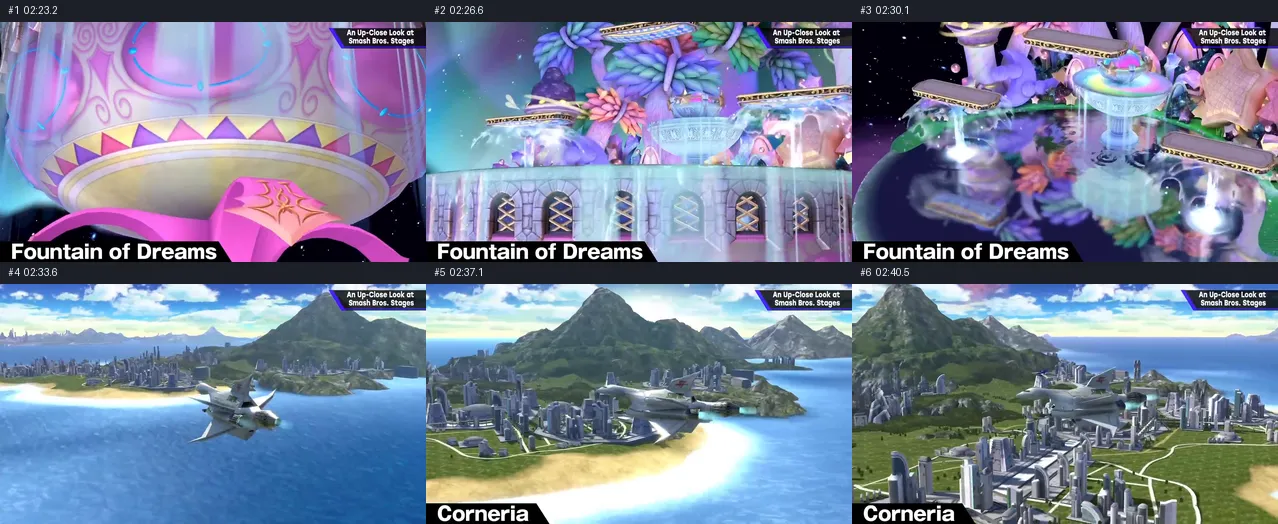 #1 02:23.2
An Up-Close Look at
Smash Bros. Stages
Fountain of Dreams
#2 02:26.6
An Up-Close Look at
Smash Bros. Stages
Fountain of Dreams
#3 02:30.1
An Up-Close Look at
Smash Bros. Stages
Fountain of Dreams
#4 02:33.6
An Up-Close Look at
Smash Bros. Stages
#5 02:37.1
An Up-Close Look at
Smash Bros. Stages
Corneria
#6 02:40.5
An Up-Close Look at
Smash Bros. Stages
Corneria